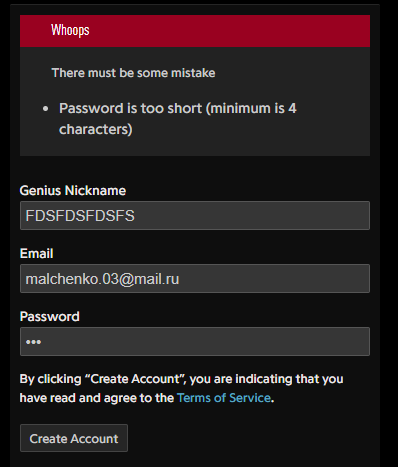 Whoops
There must be some mistake
• Password is too short (minimum is 4
characters)
Genius Nickname
FDSFDSFDSFS
Email
malchenko.03@mail.ru
Password
•••
By clicking “Create Account”, you are indicating that you
have read and agree to the Terms of Service.
Create Account